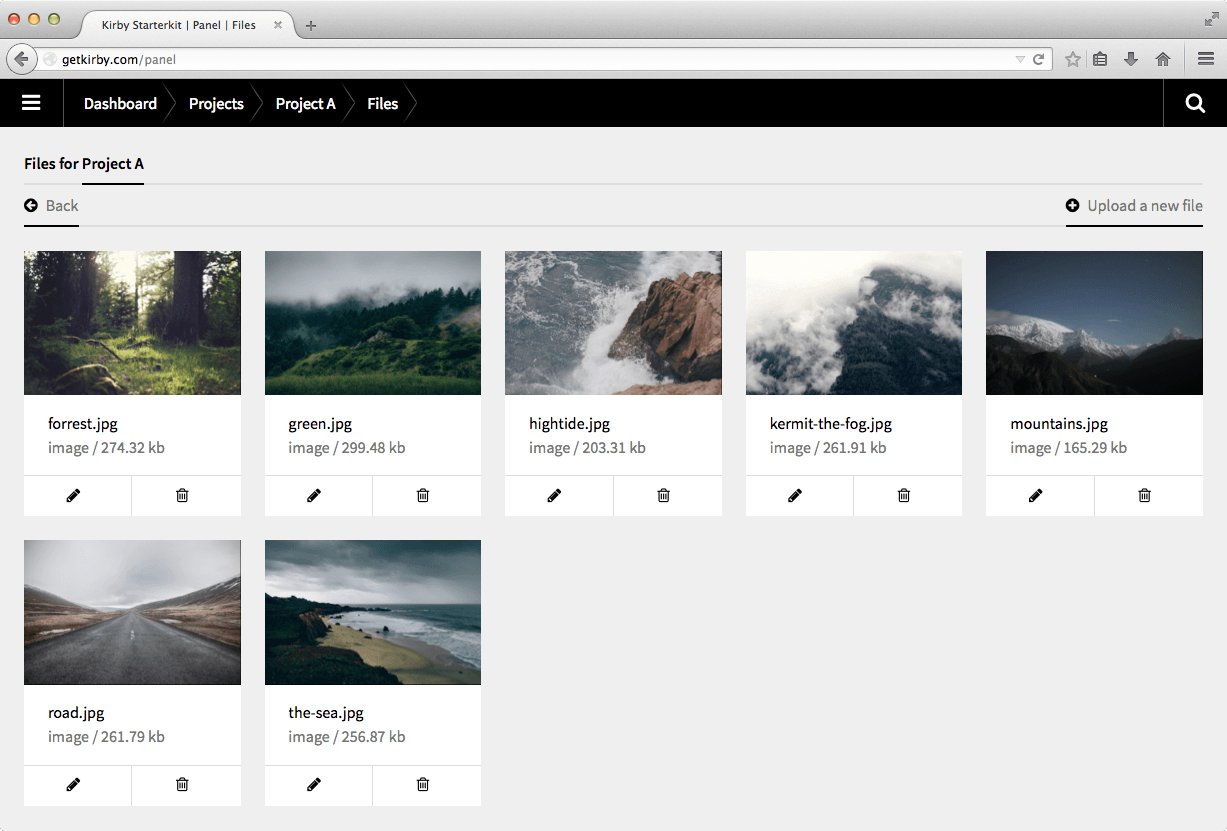 Kirby Starterkit | Panel | Files
getkirby.com/panel
Dashboard Projects Project A Files
Files for Project A
Back Upload a new file
forrest.jpg green.jpg hightide.jpg kermit-the-fog.jpg mountains.jpg
image / 274.32 kb image / 299.48 kb image / 203.31 kb image / 261.91 kb image / 165.29 kb
road.jpg the-sea.jpg
image / 261.79 kb image / 256.87 kb